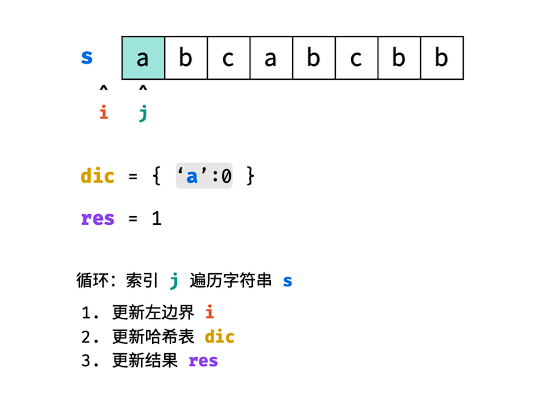 s a b c a b c b b
^ ^
i j
dic = { ‘a’:0 }
res = 1
循环：索引 j 遍历字符串 s
1. 更新左边界 i
2. 更新哈希表 dic
3. 更新结果 res